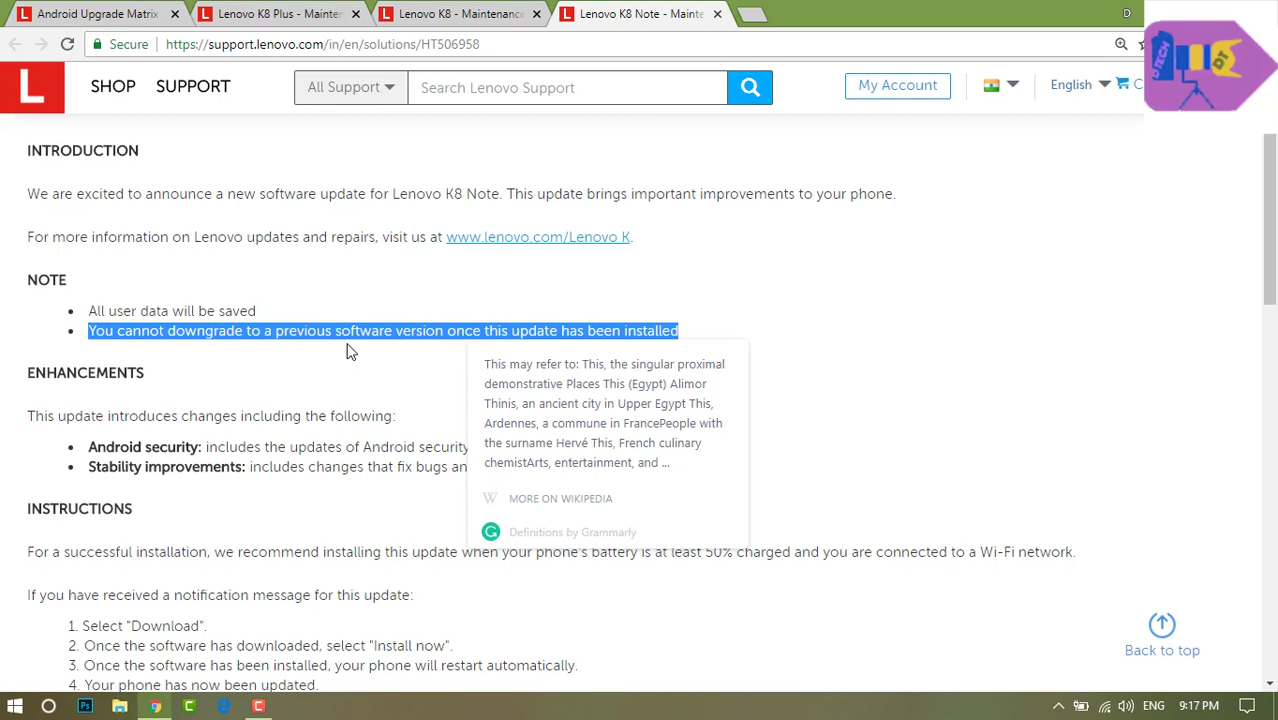 Android Upgrade Matrix
Lenovo K8 Plus - Mainten
Lenovo K8 - Maintenance
Lenovo K8 Note - Mainte
D
Secure
https://support.lenovo.com/in/en/solutions/HT506958
UTECH
DT
L
SHOP
SUPPORT
All Support
Search Lenovo Support
My Account
English
C
INTRODUCTION
We are excited to announce a new software update for Lenovo K8 Note. This update brings important improvements to your phone.
For more information on Lenovo updates and repairs, visit us at www.lenovo.com/Lenovo K.
NOTE
• All user data will be saved
• You cannot downgrade to a previous software version once this update has been installed
This may refer to: This, the singular proximal
demonstrative Places This (Egypt) Alimor
Thinis, an ancient city in Upper Egypt This,
Ardennes, a commune in FrancePeople with
the surname Hervé This, French culinary
chemistArts, entertainment, and ...
MORE ON WIKIPEDIA
Definitions by Grammarly
ENHANCEMENTS
This update introduces changes including the following:
• Android security: includes the updates of Android security
• Stability improvements: includes changes that fix bugs an
INSTRUCTIONS
For a successful installation, we recommend installing this update when your phone's battery is at least 50% charged and you are connected to a Wi-Fi network.
If you have received a notification message for this update:
1. Select "Download".
2. Once the software has downloaded, select "Install now".
3. Once the software has been installed, your phone will restart automatically.
4. Your phone has now been updated.
Back to top
Ps
ENG
9:17 PM